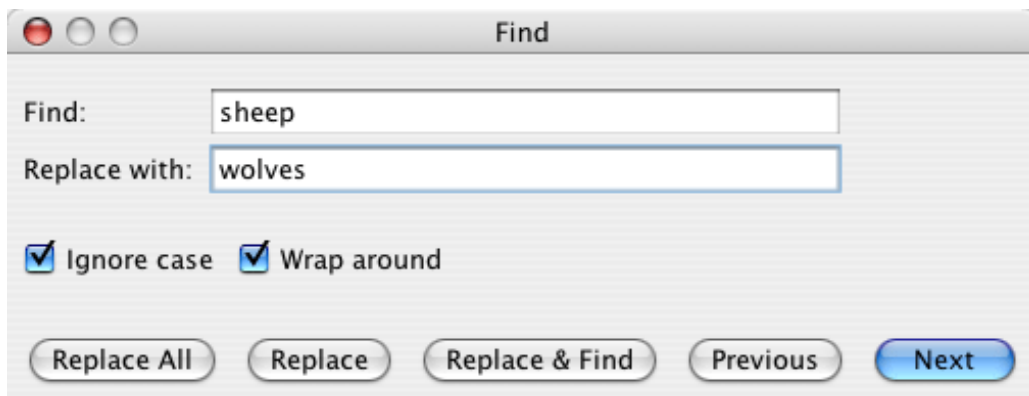 Find
Find: sheep
Replace with: wolves
Ignore case Wrap around
Replace All Replace Replace & Find Previous Next